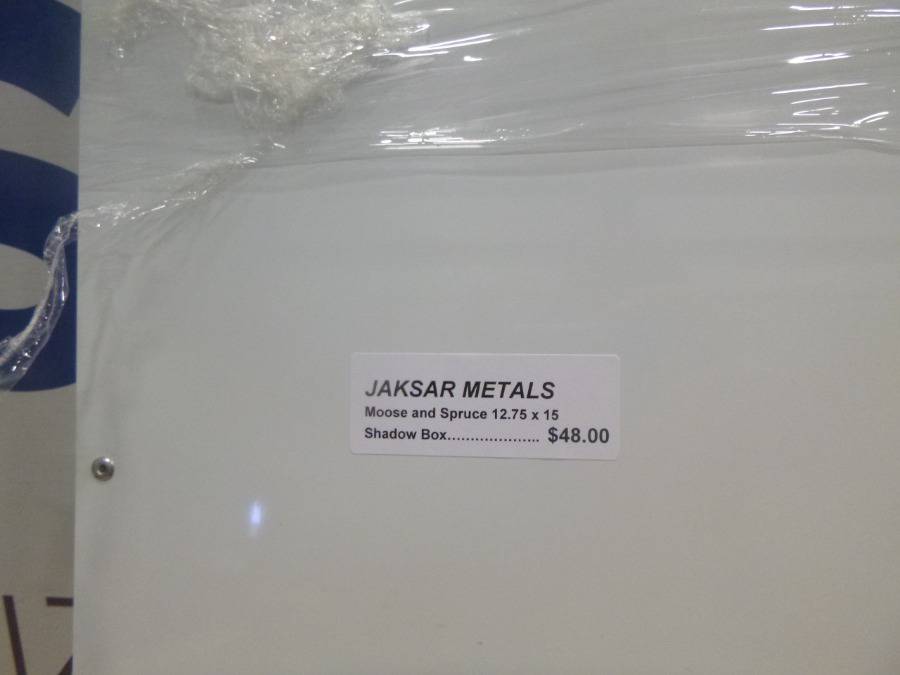 JAKSAR METALS
Moose and Spruce 12.75 x 15
Shadow Box.................... $48.00